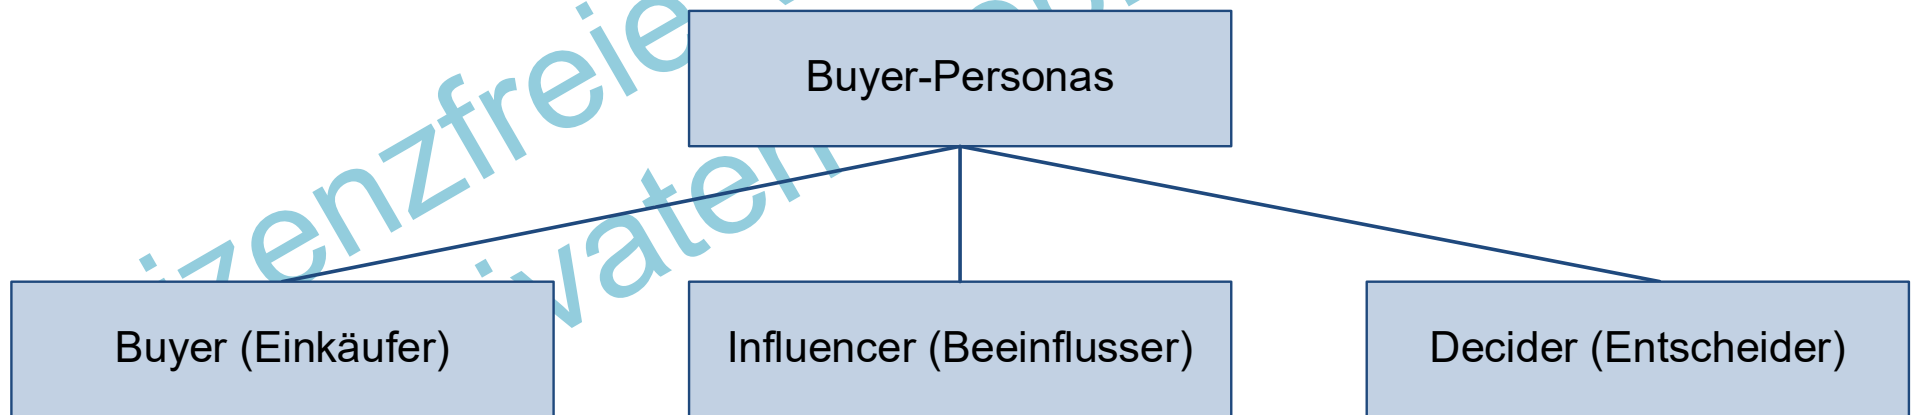 Buyer-Personas
Buyer (Einkäufer)
Influencer (Beeinflusser)
Decider (Entscheider)